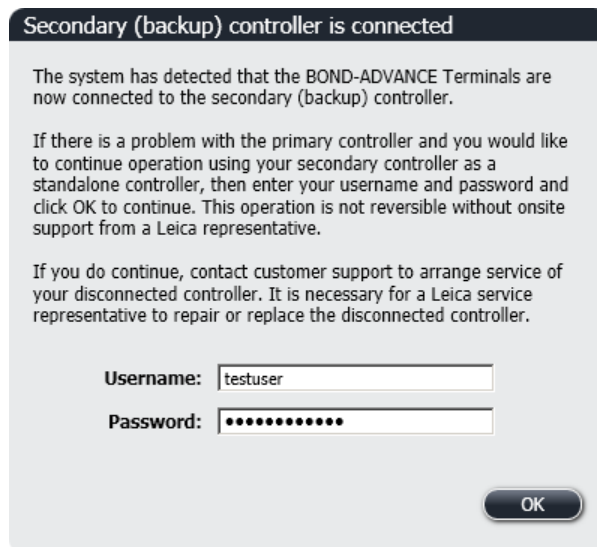 Secondary (backup) controller is connected
The system has detected that the BOND-ADVANCE Terminals are
now connected to the secondary (backup) controller.
If there is a problem with the primary controller and you would like
to continue operation using your secondary controller as a
standalone controller, then enter your username and password and
click OK to continue. This operation is not reversible without onsite
support from a Leica representative.
If you do continue, contact customer support to arrange service of
your disconnected controller. It is necessary for a Leica service
representative to repair or replace the disconnected controller.
Username: testuser
Password: ●●●●●●●●●●●●
OK